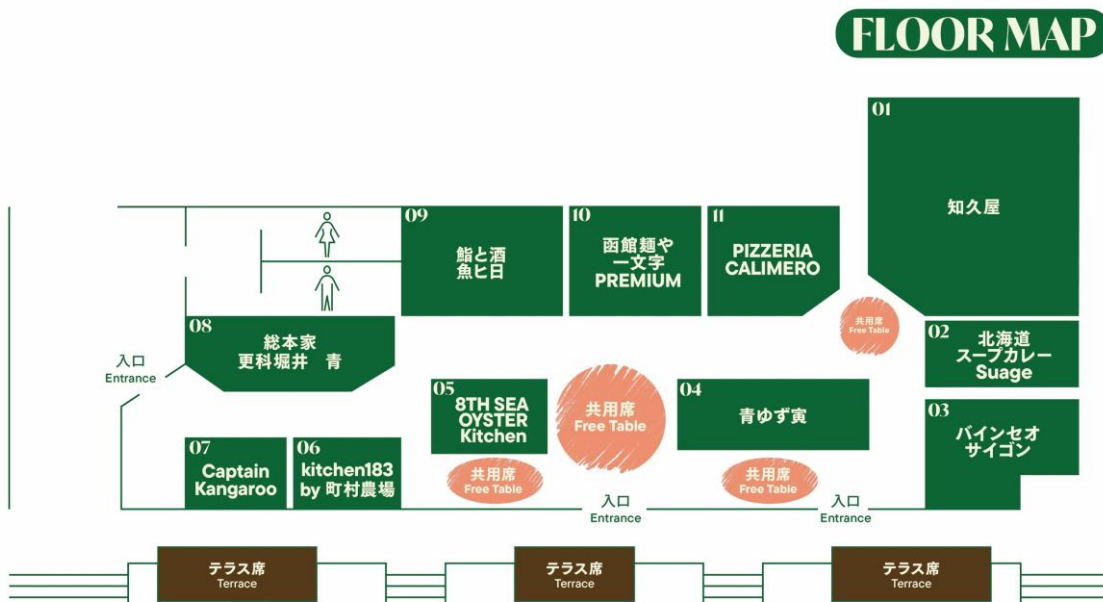 FLOOR MAP
01
知久屋
09
鮨と酒
魚ヒ日
10
函館麺や
一文字
PREMIUM
11
PIZZERIA
CALIMERO
共用席
Free Table
02
北海道
スープカレー
Suage
08
総本家
更科堀井 青
入口
Entrance
05
8TH SEA
OYSTER
Kitchen
共用席
Free Table
04
青ゆず寅
03
バインセオ
サイゴン
07
Captain
Kangaroo
06
kitchen183
by 町村農場
共用席
Free Table
共用席
Free Table
入口
Entrance
入口
Entrance
テラス席
Terrace
テラス席
Terrace
テラス席
Terrace